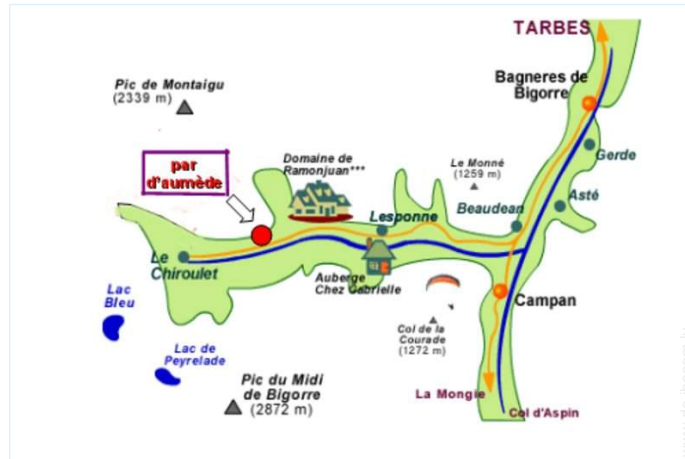 TARBES
Pic de Montaigu
(2339 m)
Bagneres de
Bigorre
par
d'aumède
Domaine de
Ramonjuan***
Le Monné
(1259 m)
Gerde
Asté
Lesponne
Beaudean
Le
Chiroulet
Auberge
Chez Gabrielle
Campan
Lac
Bleu
Col de la
Courade
(1272 m)
Lac de
Peyrelade
Pic du Midi
de Bigorre
(2872 m)
La Mongie
Col d'Aspin